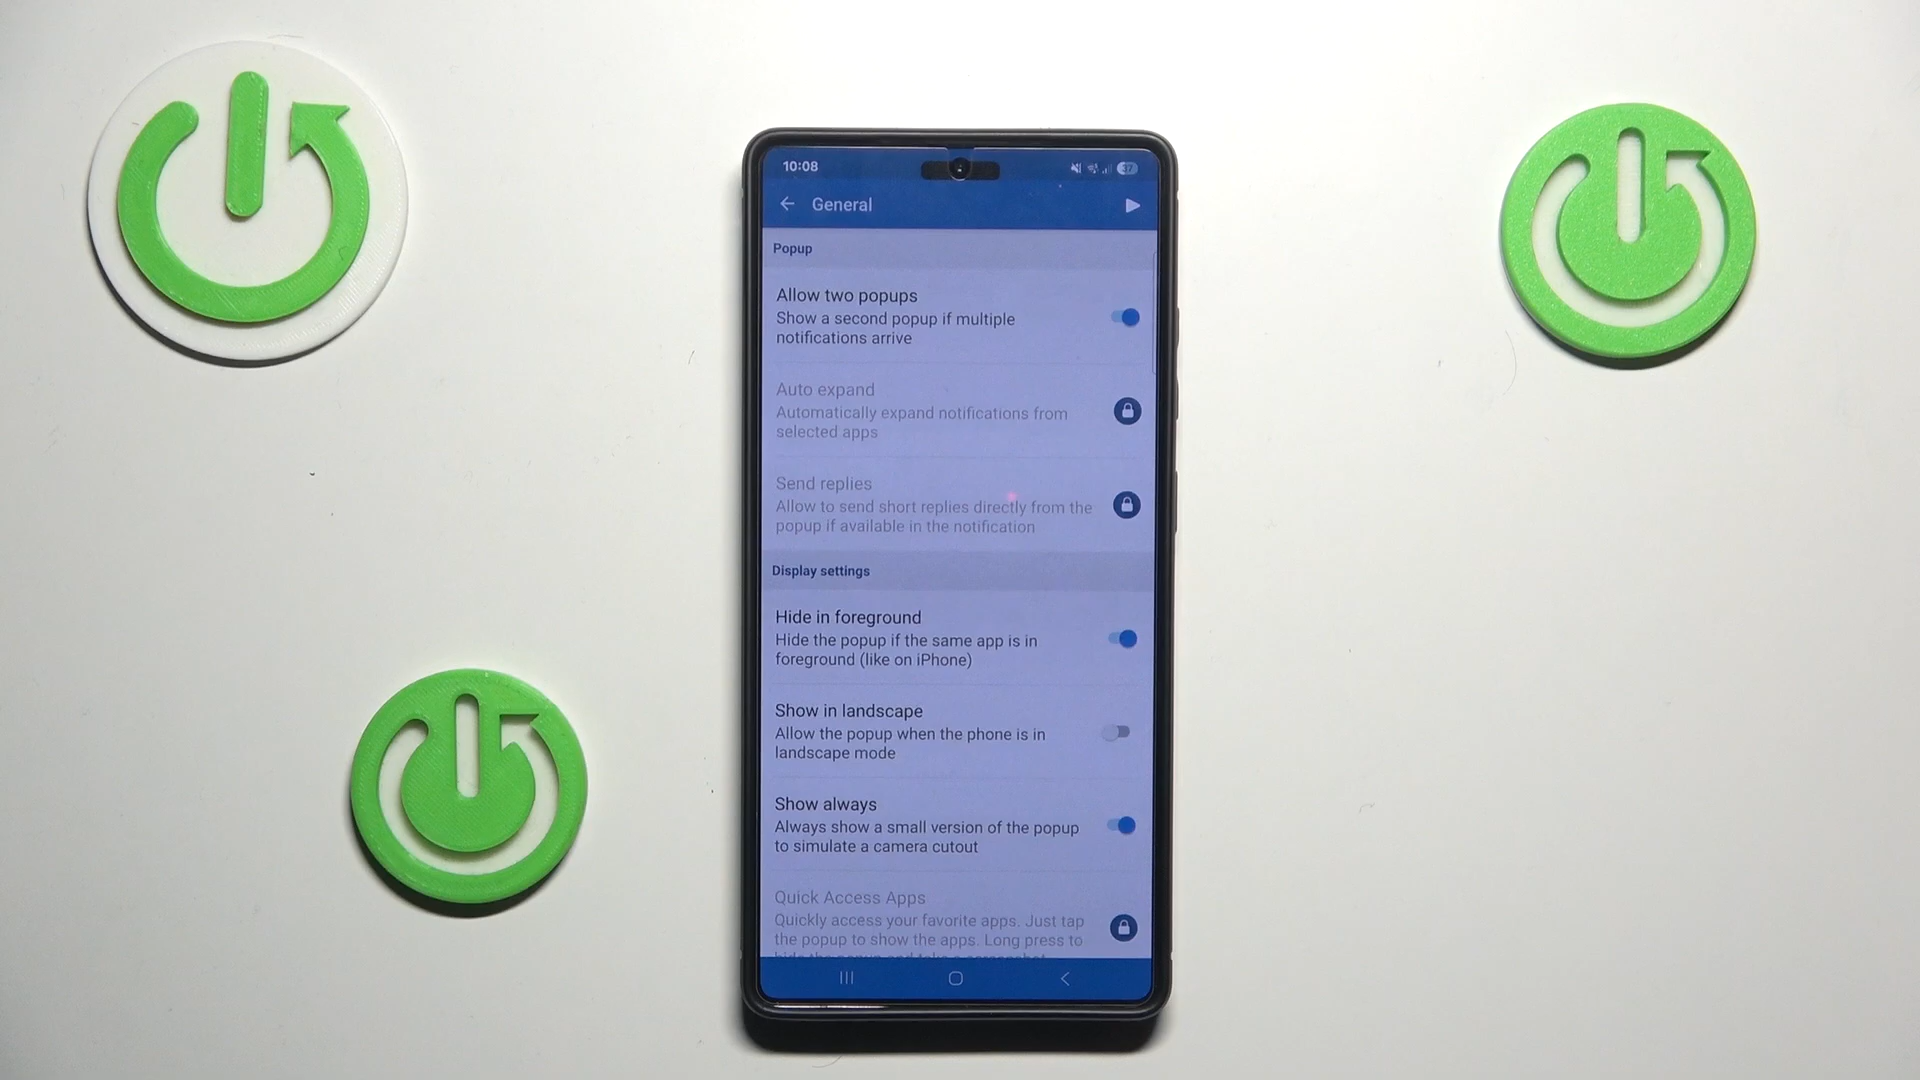 10:08
General
Popup
Allow two popups
Show a second popup if multiple
notifications arrive
Auto expand
Automatically expand notifications from
selected apps
Send replies
Allow to send short replies directly from the
popup if available in the notification
Display settings
Hide in foreground
Hide the popup if the same app is in
foreground (like on iPhone)
Show in landscape
Allow the popup when the phone is in
landscape mode
Show always
Always show a small version of the popup
to simulate a camera cutout
Quick Access Apps
Quickly access your favorite apps. Just tap
the popup to show the apps. Long press to